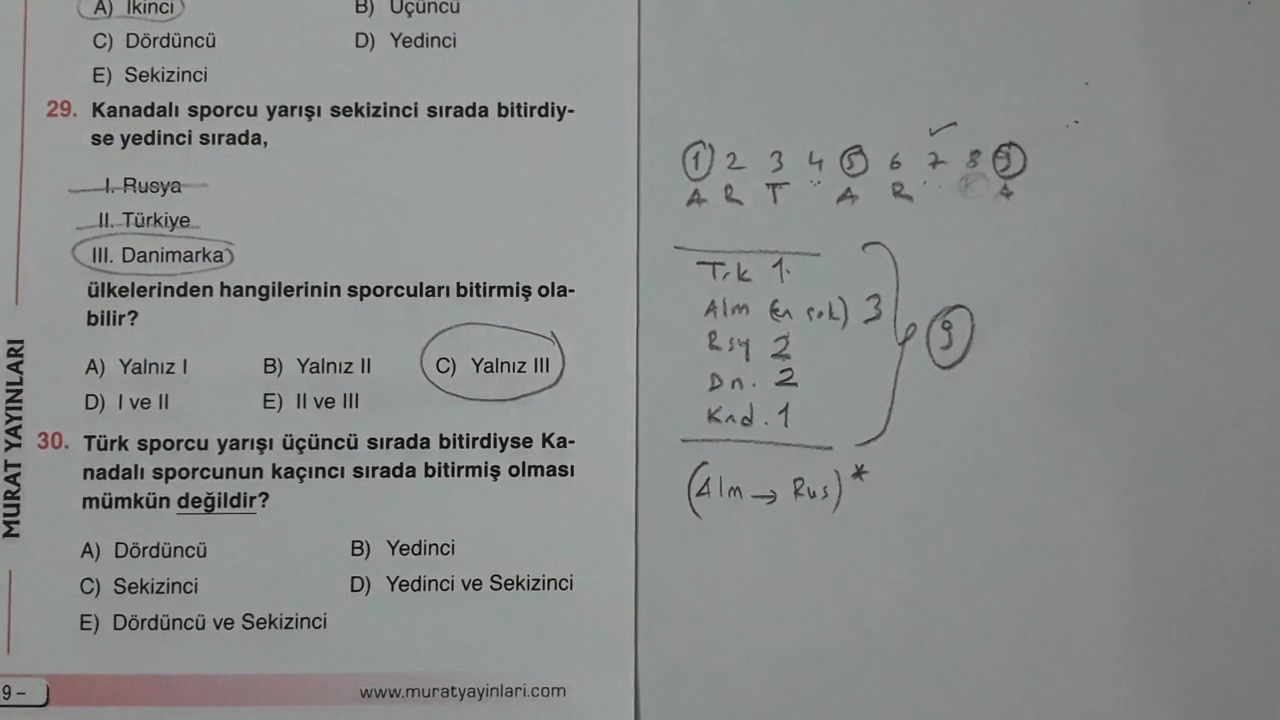 A) İkinci B) Üçüncü
C) Dördüncü D) Yedinci
E) Sekizinci
29. Kanadalı sporcu yarışı sekizinci sırada bitirdiy-
se yedinci sırada,
I. Rusya
II. Türkiye
III. Danimarka
ülkelerinden hangilerinin sporcuları bitirmiş ola-
bilir?
A) Yalnız I B) Yalnız II C) Yalnız III
D) I ve II E) II ve III
30. Türk sporcu yarışı üçüncü sırada bitirdiyse Ka-
nadalı sporcunun kaçıncı sırada bitirmiş olması
mümkün değildir?
A) Dördüncü B) Yedinci
C) Sekizinci D) Yedinci ve Sekizinci
E) Dördüncü ve Sekizinci
MURAT YAYINLARI
9 –
www.muratyayinlari.com
1 2 3 4 5 6 7 8 9
A R T A R A
Trk 1
Alm (en çok) 3
Rsy 2
Dn. 2
Knd. 1
9
(Alm → Rus)*